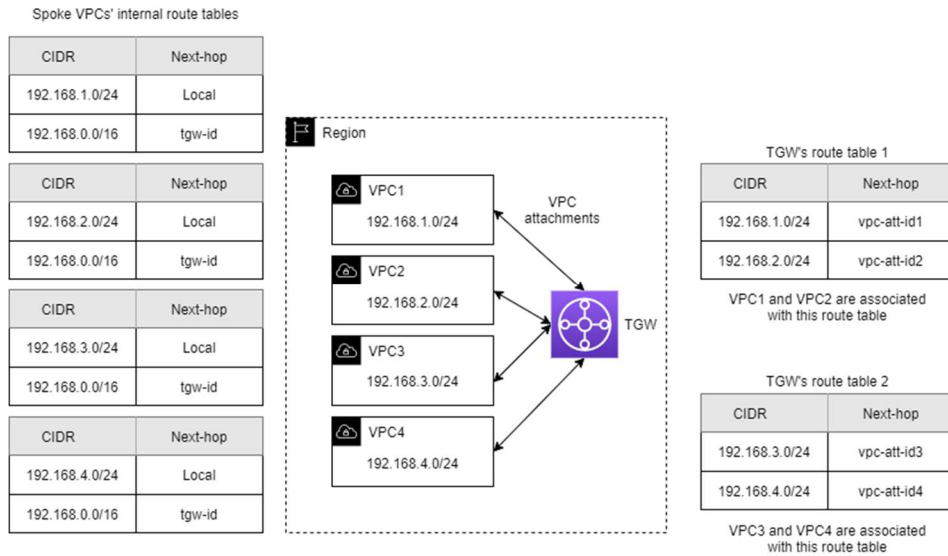 Spoke VPCs' internal route tables
CIDR Next-hop
192.168.1.0/24 Local
192.168.0.0/16 tgw-id
CIDR Next-hop
192.168.2.0/24 Local
192.168.0.0/16 tgw-id
CIDR Next-hop
192.168.3.0/24 Local
192.168.0.0/16 tgw-id
CIDR Next-hop
192.168.4.0/24 Local
192.168.0.0/16 tgw-id
Region
VPC1
192.168.1.0/24
VPC2
192.168.2.0/24
VPC3
192.168.3.0/24
VPC4
192.168.4.0/24
VPC
attachments
TGW
TGW's route table 1
CIDR Next-hop
192.168.1.0/24 vpc-att-id1
192.168.2.0/24 vpc-att-id2
VPC1 and VPC2 are associated
with this route table
TGW's route table 2
CIDR Next-hop
192.168.3.0/24 vpc-att-id3
192.168.4.0/24 vpc-att-id4
VPC3 and VPC4 are associated
with this route table